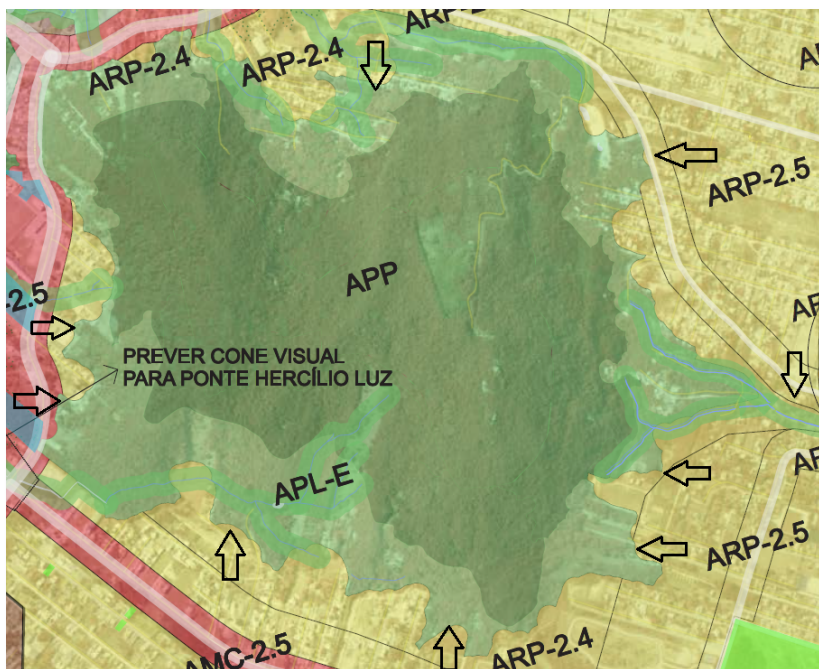 ARP-2.4
ARP-2.4
ARP-2.5
APP
-2.5
PREVER CONE VISUAL
PARA PONTE HERCÍLIO LUZ
APL-E
ARP-2.5
ARP-2.4
AMC-2.5